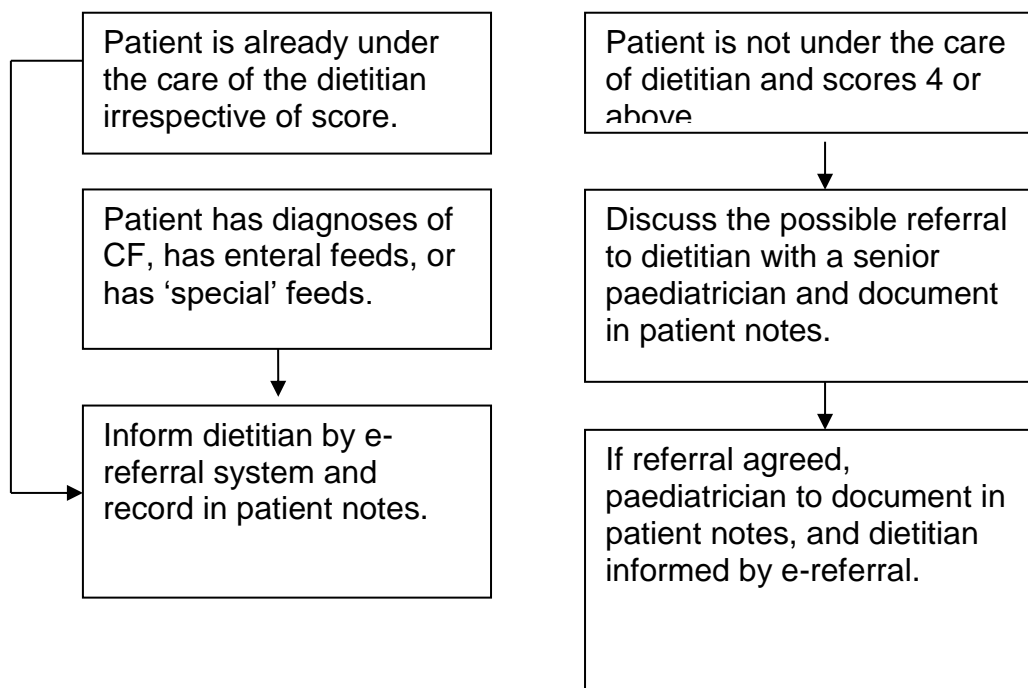 Patient is already under
the care of the dietitian
irrespective of score.
Patient has diagnoses of
CF, has enteral feeds, or
has ‘special’ feeds.
Inform dietitian by e-
referral system and
record in patient notes.
Patient is not under the care
of dietitian and scores 4 or
above
Discuss the possible referral
to dietitian with a senior
paediatrician and document
in patient notes.
If referral agreed,
paediatrician to document in
patient notes, and dietitian
informed by e-referral.